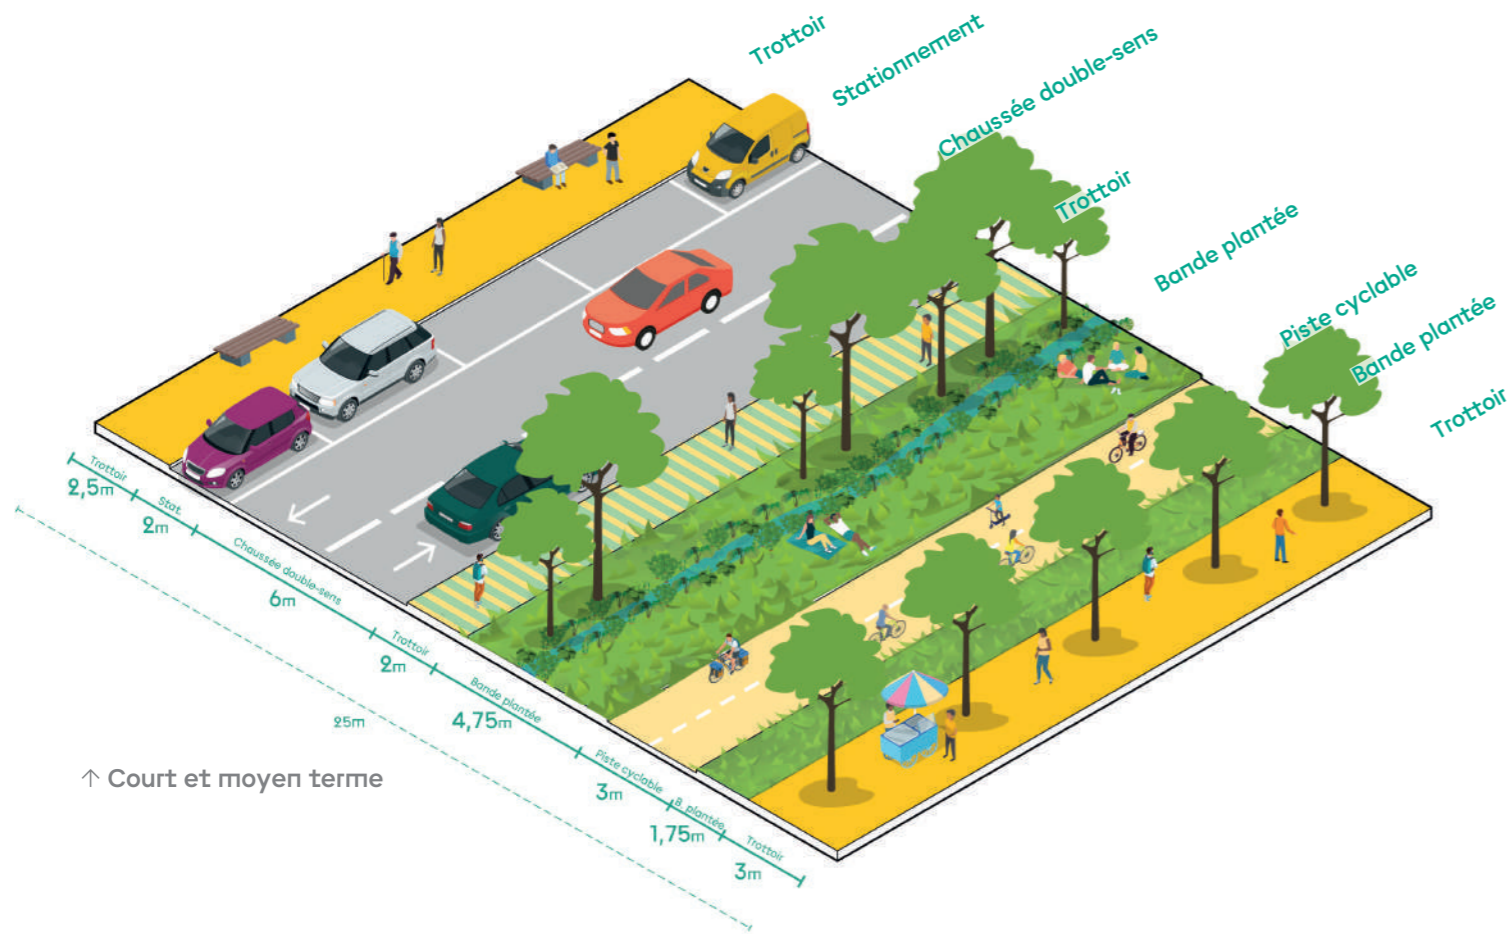 Trottoir
Stationnement
Chaussée double-sens
Trottoir
Bande plantée
Piste cyclable
Bande plantée
Trottoir
Trottoir
2,5m
Stat.
2m
Chaussée double-sens
6m
Trottoir
2m
Bande plantée
4,75m
Piste cyclable
3m
B. plantée
1,75m
Trottoir
3m
25m
↑ Court et moyen terme